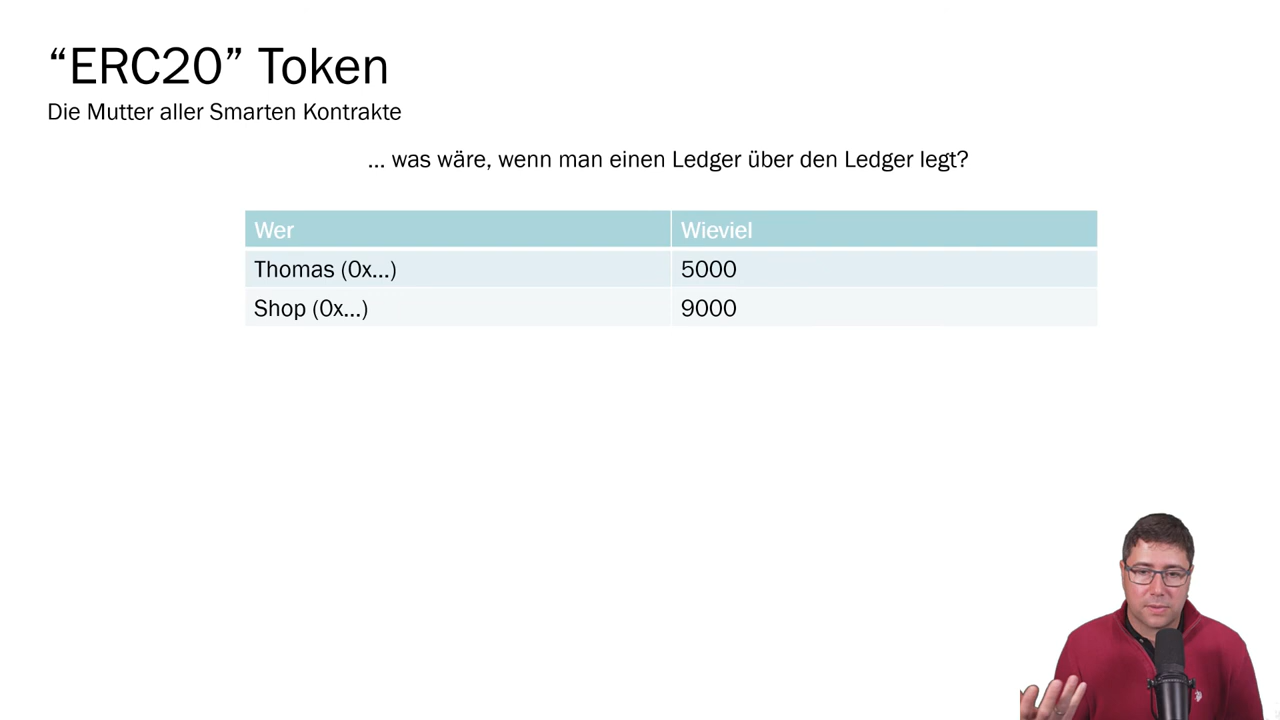 “ERC20” Token
Die Mutter aller Smarten Kontrakte
... was wäre, wenn man einen Ledger über den Ledger legt?
Wer Wieviel
Thomas (0x...) 5000
Shop (0x...) 9000